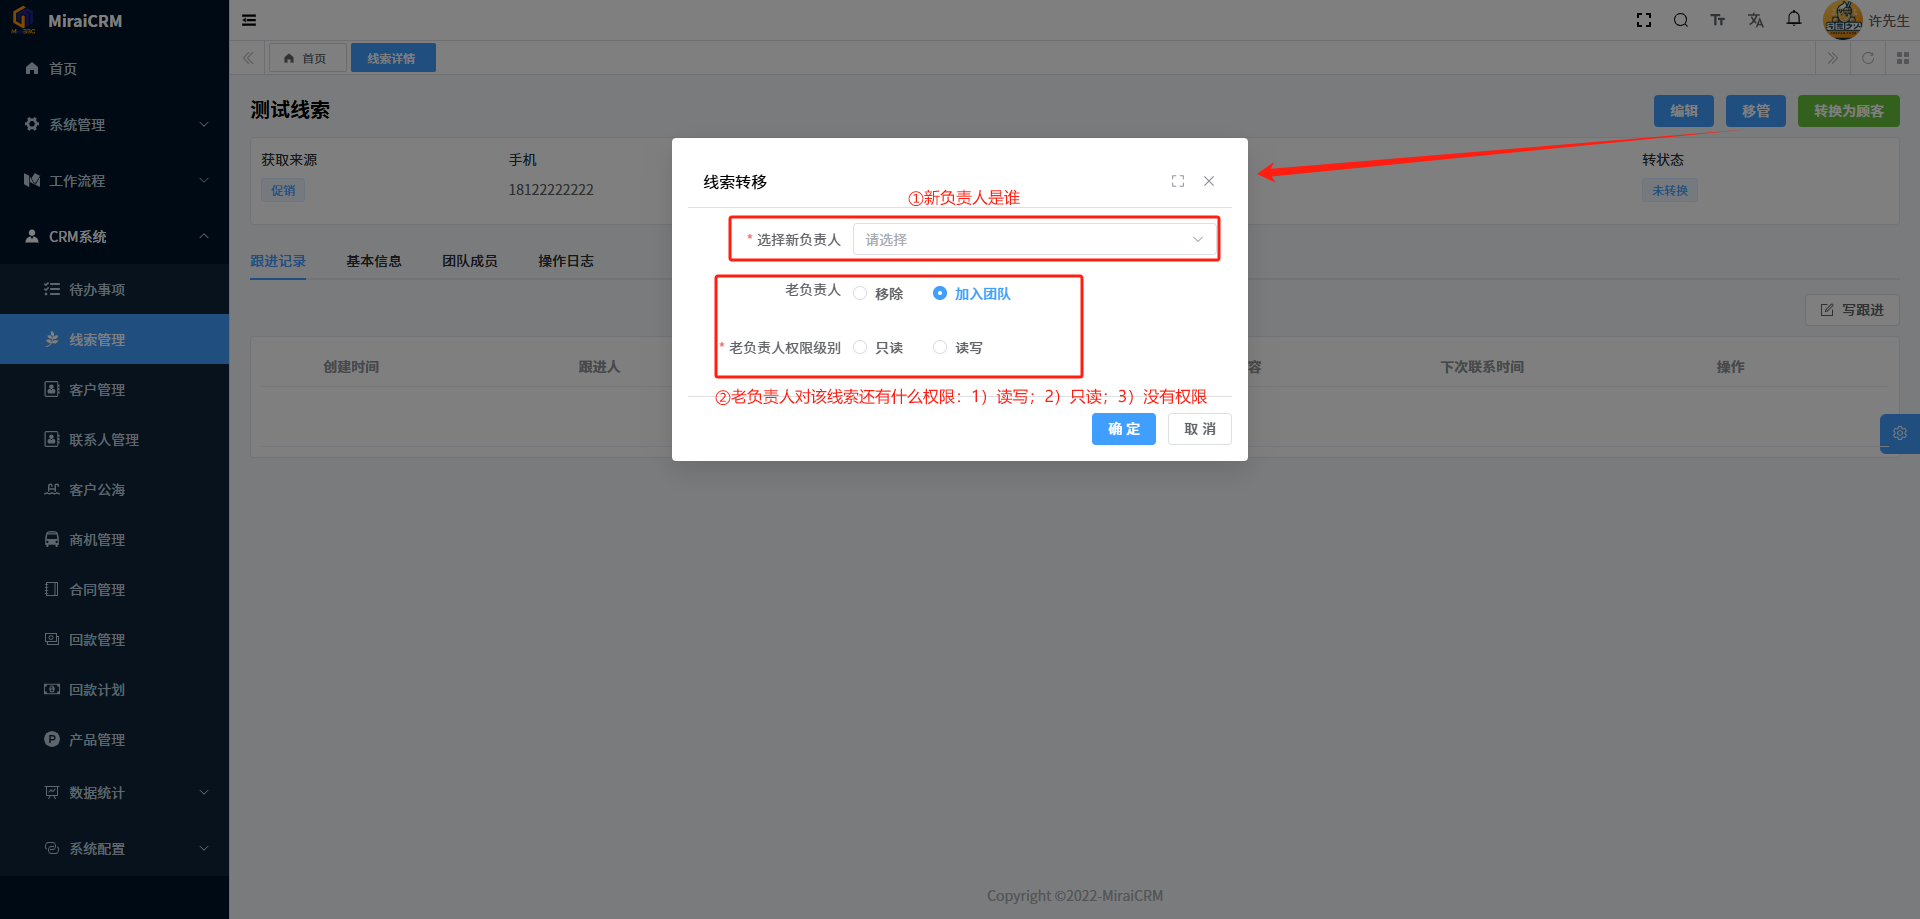 MiraiCRM
首页
系统管理
工作流程
CRM系统
待办事项
线索管理
客户管理
联系人管理
客户公海
商机管理
合同管理
回款管理
回款计划
产品管理
数据统计
系统配置
许先生
首页
线索详情
测试线索
编辑
移管
转换为顾客
获取来源
手机
转状态
促销
18122222222
未转换
跟进记录
基本信息
团队成员
操作日志
写跟进
创建时间
跟进人
容
下次联系时间
操作
线索转移
①新负责人是谁
* 选择新负责人
请选择
老负责人
移除
加入团队
* 老负责人权限级别
只读
读写
②老负责人对该线索还有什么权限：1）读写；2）只读；3）没有权限
确 定
取 消
Copyright ©2022-MiraiCRM